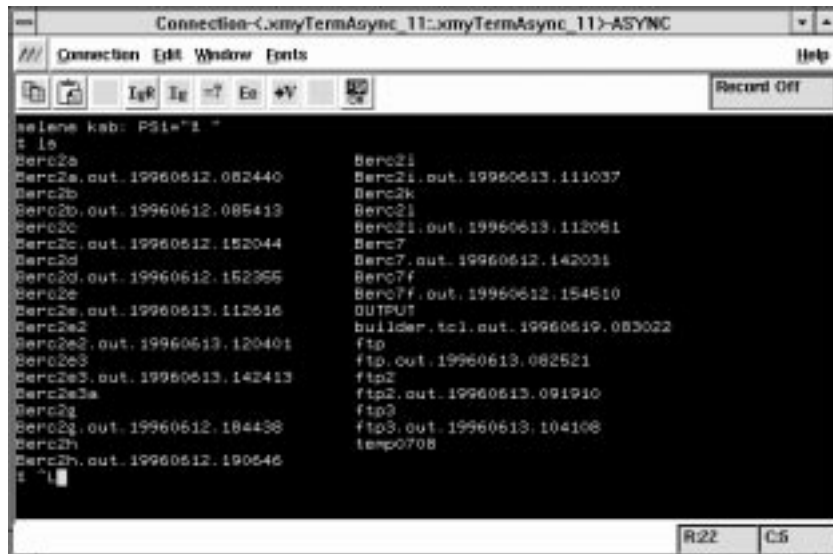 Connection-<.xmyTermAsync_11:.xmyTermAsync_11>-ASYNC
Connection Edit Window Fonts Help
Record Off
selene kab: PS1="$ "
$ ls
Berc2a Berc2i
Berc2a.out.19960612.082440 Berc2i.out.19960613.111037
Berc2b Berc2k
Berc2b.out.19960612.085413 Berc2l
Berc2c Berc2l.out.19960613.112051
Berc2c.out.19960612.152044 Berc7
Berc2d Berc7.out.19960612.142031
Berc2d.out.19960612.152355 Berc7f
Berc2e Berc7f.out.19960612.154510
Berc2e.out.19960613.112616 OUTPUT
Berc2e2 builder.tcl.out.19960619.083022
Berc2e2.out.19960613.120401 ftp
Berc2e3 ftp.out.19960613.082521
Berc2e3.out.19960613.142413 ftp2
Berc2e3a ftp2.out.19960613.091910
Berc2g ftp3
Berc2g.out.19960612.184438 ftp3.out.19960613.104108
Berc2h temp0708
Berc2h.out.19960612.190646
$ ^L
R:22 C:5